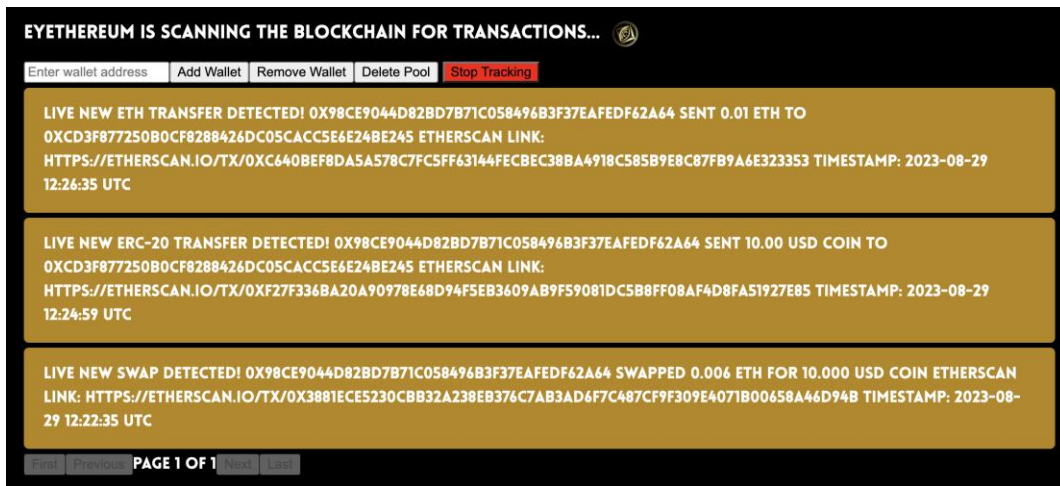 EYETHEREUM IS SCANNING THE BLOCKCHAIN FOR TRANSACTIONS...
Enter wallet address Add Wallet Remove Wallet Delete Pool Stop Tracking
LIVE NEW ETH TRANSFER DETECTED! 0X98CE9044D82BD7B71C058496B3F37EAFEDF62A64 SENT 0.01 ETH TO
0XCD3F877250B0CF8288426DC05CACC5E6E24BE245 ETHERSCAN LINK:
HTTPS://ETHERSCAN.IO/TX/0XC640BEF8DA5A578C7FC5FF63144FECBEC38BA4918C585B9E8C87FB9A6E323353 TIMESTAMP: 2023-08-29
12:26:35 UTC
LIVE NEW ERC-20 TRANSFER DETECTED! 0X98CE9044D82BD7B71C058496B3F37EAFEDF62A64 SENT 10.00 USD COIN TO
0XCD3F877250B0CF8288426DC05CACC5E6E24BE245 ETHERSCAN LINK:
HTTPS://ETHERSCAN.IO/TX/0XF27F336BA20A90978E68D94F5EB3609AB9F59081DC5B8FF08AF4D8FA51927E85 TIMESTAMP: 2023-08-29
12:24:59 UTC
LIVE NEW SWAP DETECTED! 0X98CE9044D82BD7B71C058496B3F37EAFEDF62A64 SWAPPED 0.006 ETH FOR 10.000 USD COIN ETHERSCAN
LINK: HTTPS://ETHERSCAN.IO/TX/0X3881ECE5230CBB32A238EB376C7AB3AD6F7C487CF9F309E4071B00658A46D94B TIMESTAMP: 2023-08-
29 12:22:35 UTC
First Previous PAGE 1 OF 1 Next Last